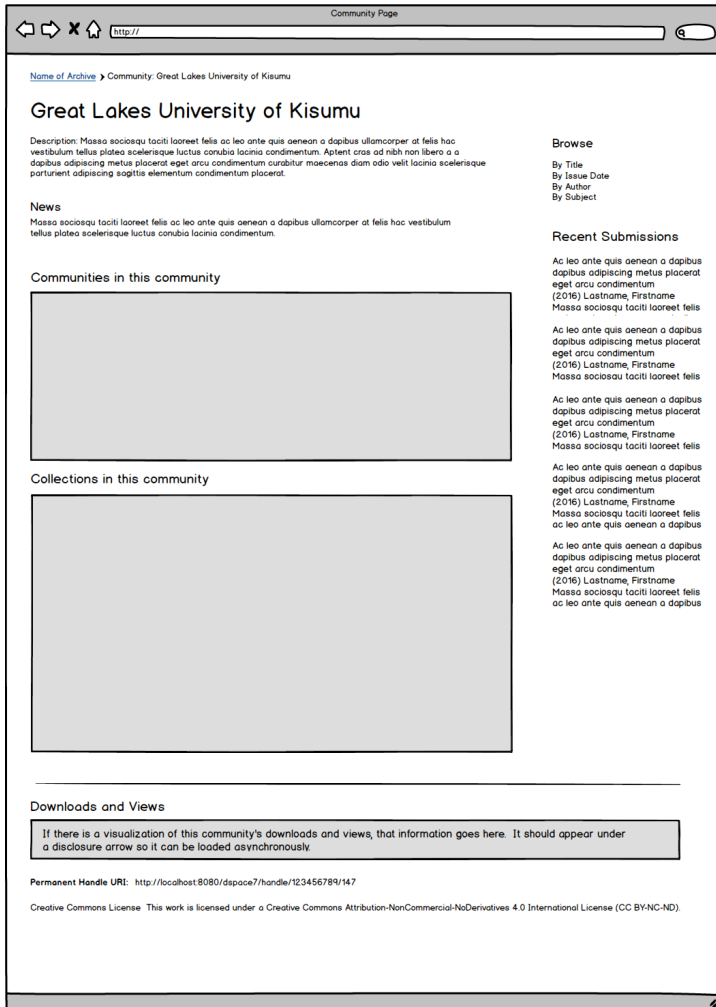 Community Page
http://
Name of Archive ❯ Community: Great Lakes University of Kisumu
Great Lakes University of Kisumu
Description: Massa sociosqu taciti laoreet felis ac leo ante quis aenean a dapibus ullamcorper at felis hac
vestibulum tellus platea scelerisque luctus conubia lacinia condimentum. Aptent cras ad nibh non libero a a
dapibus adipiscing metus placerat eget arcu condimentum curabitur maecenas diam odio velit lacinia scelerisque
parturient adipiscing sagittis elementum condimentum placerat.
News
Massa sociosqu taciti laoreet felis ac leo ante quis aenean a dapibus ullamcorper at felis hac vestibulum
tellus platea scelerisque luctus conubia lacinia condimentum.
Communities in this community
Collections in this community
Browse
By Title
By Issue Date
By Author
By Subject
Recent Submissions
Ac leo ante quis aenean a dapibus
dapibus adipiscing metus placerat
eget arcu condimentum
(2016) Lastname, Firstname
Massa sociosqu taciti laoreet felis
Ac leo ante quis aenean a dapibus
dapibus adipiscing metus placerat
eget arcu condimentum
(2016) Lastname, Firstname
Massa sociosqu taciti laoreet felis
Ac leo ante quis aenean a dapibus
dapibus adipiscing metus placerat
eget arcu condimentum
(2016) Lastname, Firstname
Massa sociosqu taciti laoreet felis
Ac leo ante quis aenean a dapibus
dapibus adipiscing metus placerat
eget arcu condimentum
(2016) Lastname, Firstname
Massa sociosqu taciti laoreet felis
ac leo ante quis aenean a dapibus
Ac leo ante quis aenean a dapibus
dapibus adipiscing metus placerat
eget arcu condimentum
(2016) Lastname, Firstname
Massa sociosqu taciti laoreet felis
ac leo ante quis aenean a dapibus
Downloads and Views
If there is a visualization of this community's downloads and views, that information goes here. It should appear under
a disclosure arrow so it can be loaded asynchronously.
Permanent Handle URI: http://localhost:8080/dspace7/handle/123456789/147
Creative Commons License This work is licensed under a Creative Commons Attribution-NonCommercial-NoDerivatives 4.0 International License (CC BY-NC-ND).